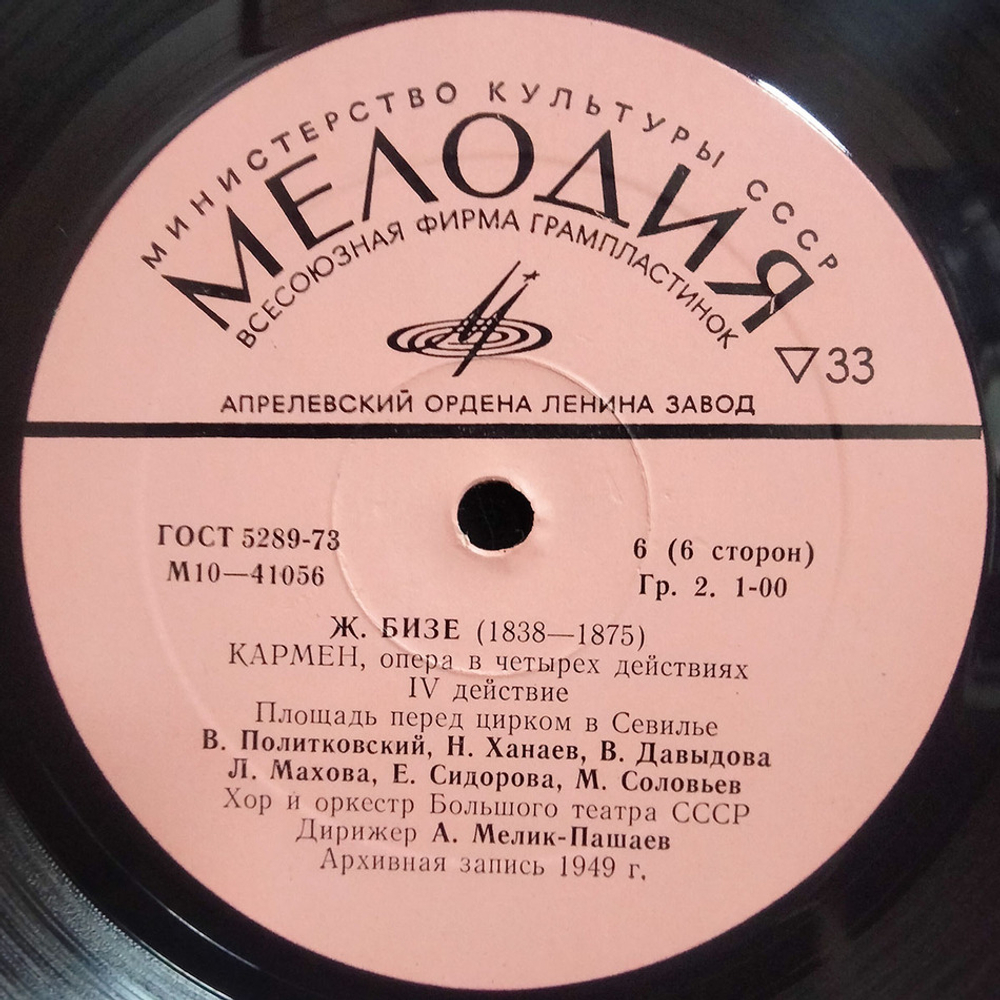 МИНИСТЕРСТВО КУЛЬТУРЫ СССР
МЕЛОДИЯ
ВСЕСОЮЗНАЯ ФИРМА ГРАМПЛАСТИНОК
▽33
АПРЕЛЕВСКИЙ ОРДЕНА ЛЕНИНА ЗАВОД
ГОСТ 5289-73
6 (6 сторон)
М10—41056
Гр. 2. 1-00
Ж. БИЗЕ (1838—1875)
КАРМЕН, опера в четырех действиях
IV действие
Площадь перед цирком в Севилье
В. Политковский, Н. Ханаев, В. Давыдова
Л. Махова, Е. Сидорова, М. Соловьев
Хор и оркестр Большого театра СССР
Дирижер А. Мелик-Пашаев
Архивная запись 1949 г.